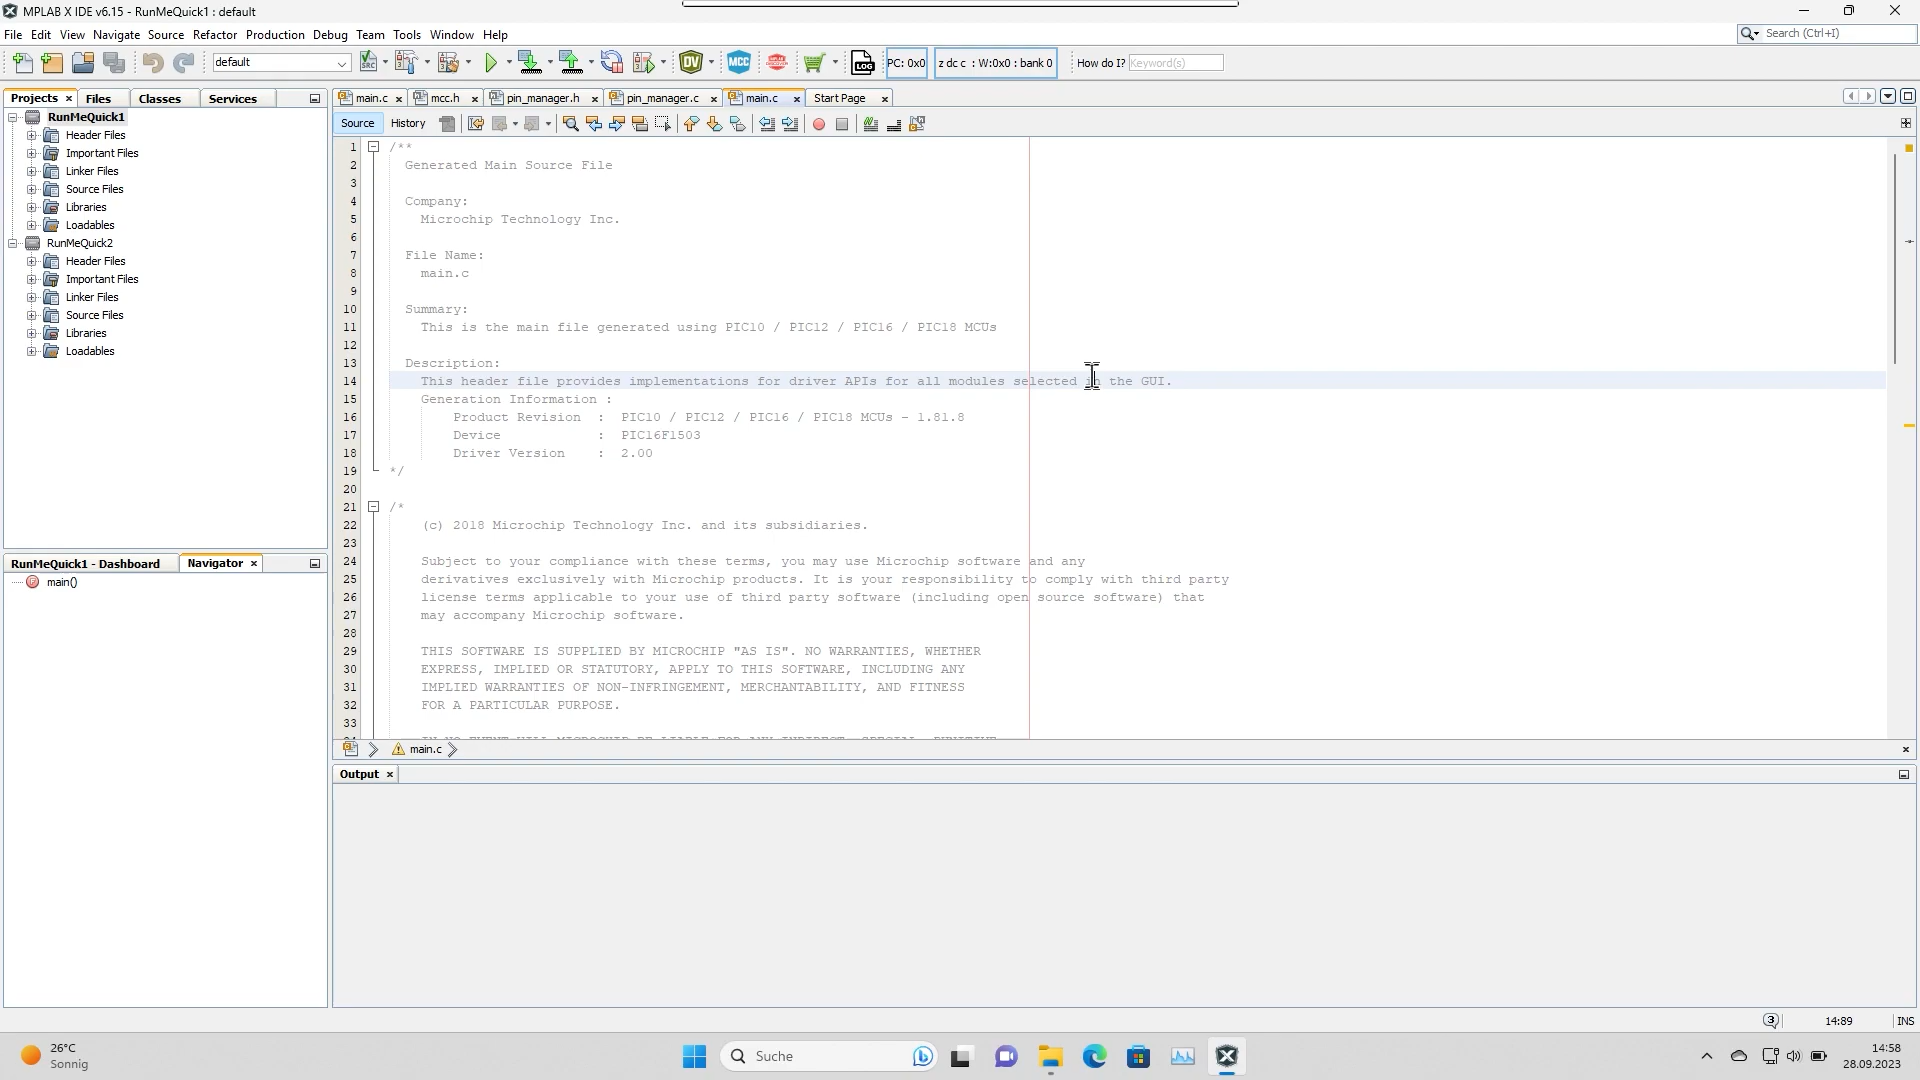 MPLAB X IDE v6.15 - RunMeQuick1 : default
File Edit View Navigate Source Refactor Production Debug Team Tools Window Help
Search (Ctrl+I)
default
SRC
DV
MCC
LOG
PC: 0x0
z dc c : W:0x0 : bank 0
How do I? Keyword(s)
Projects Files Classes Services
main.c mcc.h pin_manager.h pin_manager.c main.c Start Page
Source History
RunMeQuick1
Header Files
Important Files
Linker Files
Source Files
Libraries
Loadables
RunMeQuick2
Header Files
Important Files
Linker Files
Source Files
Libraries
Loadables
RunMeQuick1 - Dashboard Navigator
main()
1 /**
2 Generated Main Source File
3
4 Company:
5 Microchip Technology Inc.
6
7 File Name:
8 main.c
9
10 Summary:
11 This is the main file generated using PIC10 / PIC12 / PIC16 / PIC18 MCUs
12
13 Description:
14 This header file provides implementations for driver APIs for all modules selected in the GUI.
15 Generation Information :
16 Product Revision : PIC10 / PIC12 / PIC16 / PIC18 MCUs - 1.81.8
17 Device : PIC16F1503
18 Driver Version : 2.00
19 */
20
21 /*
22 (c) 2018 Microchip Technology Inc. and its subsidiaries.
23
24 Subject to your compliance with these terms, you may use Microchip software and any
25 derivatives exclusively with Microchip products. It is your responsibility to comply with third party
26 license terms applicable to your use of third party software (including open source software) that
27 may accompany Microchip software.
28
29 THIS SOFTWARE IS SUPPLIED BY MICROCHIP "AS IS". NO WARRANTIES, WHETHER
30 EXPRESS, IMPLIED OR STATUTORY, APPLY TO THIS SOFTWARE, INCLUDING ANY
31 IMPLIED WARRANTIES OF NON-INFRINGEMENT, MERCHANTABILITY, AND FITNESS
32 FOR A PARTICULAR PURPOSE.
33
main.c
Output
3
14:89
INS
26°C
Sonnig
Suche
14:58
28.09.2023